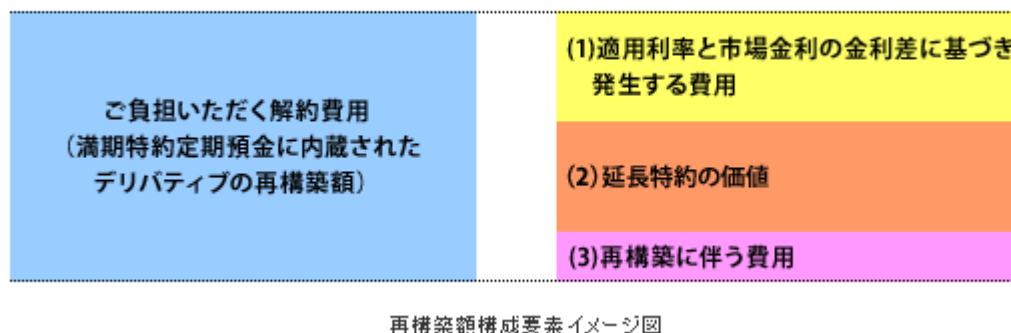 ご負担いただく解約費用
(満期特約定期預金に内蔵された
デリバティブの再構築額)
(1)適用利率と市場金利の金利差に基づき
発生する費用
(2)延長特約の価値
(3)再構築に伴う費用
再構築額構成要素イメージ図